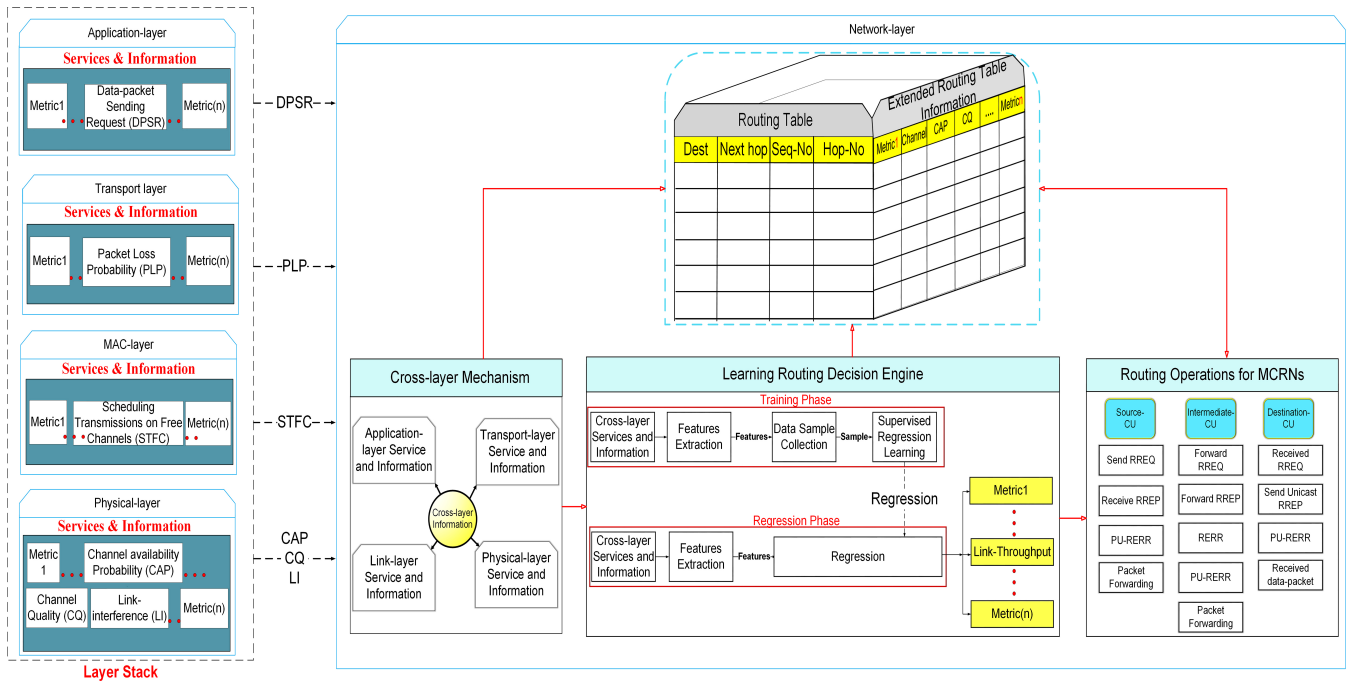 Application-layer
Services & Information
Metric1
Data-packet
Sending
Request (DPSR)
Metric(n)
Transport layer
Services & Information
Metric1
Packet Loss
Probability (PLP)
Metric(n)
MAC-layer
Services & Information
Metric1
Scheduling
Transmissions on Free
Channels (STFC)
Metric(n)
Physical-layer
Services & Information
Metric
1
Channel availability
Probability (CAP)
Channel
Quality (CQ)
Link-
interference (LI)
Metric(n)
Layer Stack
DPSR
PLP
STFC
CAP
CQ
LI
Network-layer
Routing Table
Dest
Next hop
Seq-No
Hop-No
Extended Routing Table
Information
Metric1
Channel
CAP
CQ
....
Metricn
Cross-layer Mechanism
Application-
layer Service
and Information
Transport-layer
Service and
Information
Cross-layer
Information
Link-layer
Service and
Information
Physical-layer
Service and
Information
Learning Routing Decision Engine
Training Phase
Cross-layer
Services and
Information
Features
Extraction
Features
Data Sample
Collection
Sample
Supervised
Regression
Learning
Regression
Regression Phase
Cross-layer
Services and
Information
Features
Extraction
Features
Regression
Metric1
Link-Throughput
Metric(n)
Routing Operations for MCRNs
Source-
CU
Send RREQ
Receive RREP
PU-RERR
Packet
Forwarding
Intermediate-
CU
Forward
RREQ
Forward RREP
RERR
PU-RERR
Packet
Forwarding
Destination-
CU
Received
RREQ
Send Unicast
RREP
PU-RERR
Received
data-packet